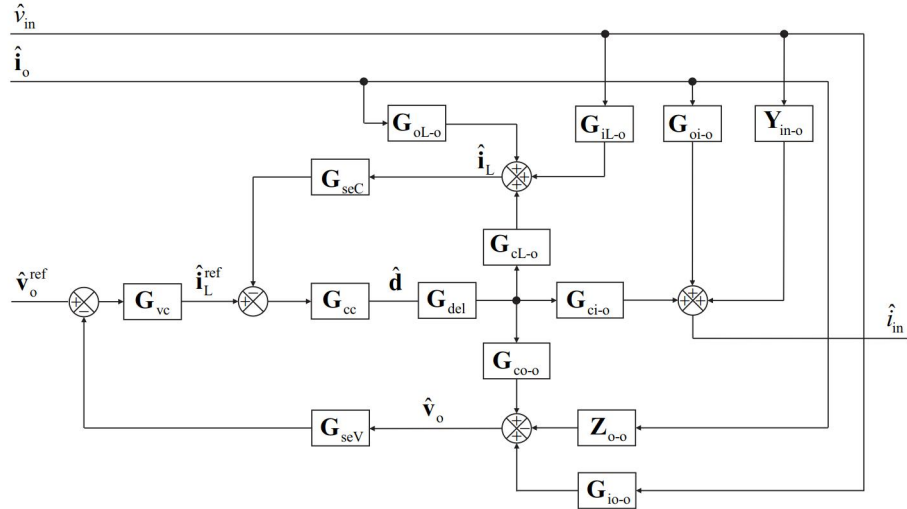 v̂in
îo
GoL-o
GiL-o
Goi-o
Yin-o
îL
GseC
GcL-o
v̂oref
Gvc
îLref
Gcc
d̂
Gdel
Gci-o
îin
Gco-o
v̂o
GseV
Zo-o
Gio-o